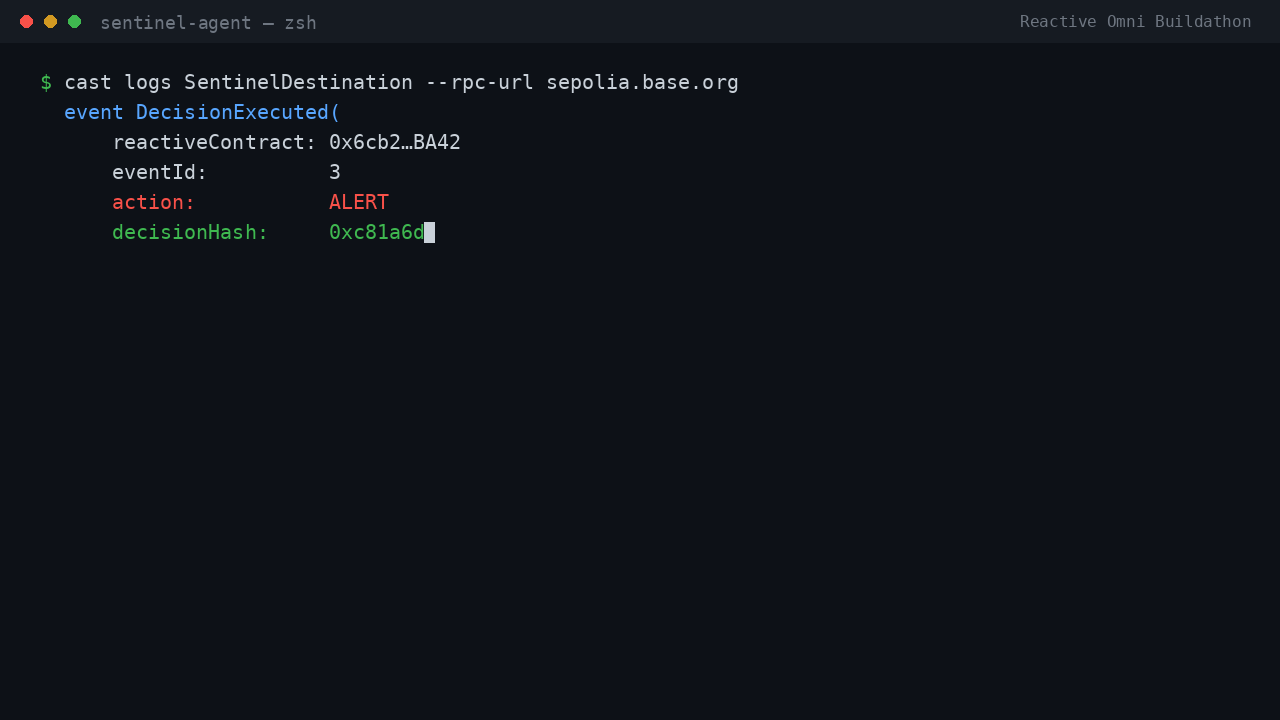 sentinel-agent — zsh
Reactive Omni Buildathon
$ cast logs SentinelDestination --rpc-url sepolia.base.org
event DecisionExecuted(
reactiveContract: 0x6cb2…BA42
eventId: 3
action: ALERT
decisionHash: 0xc81a6d